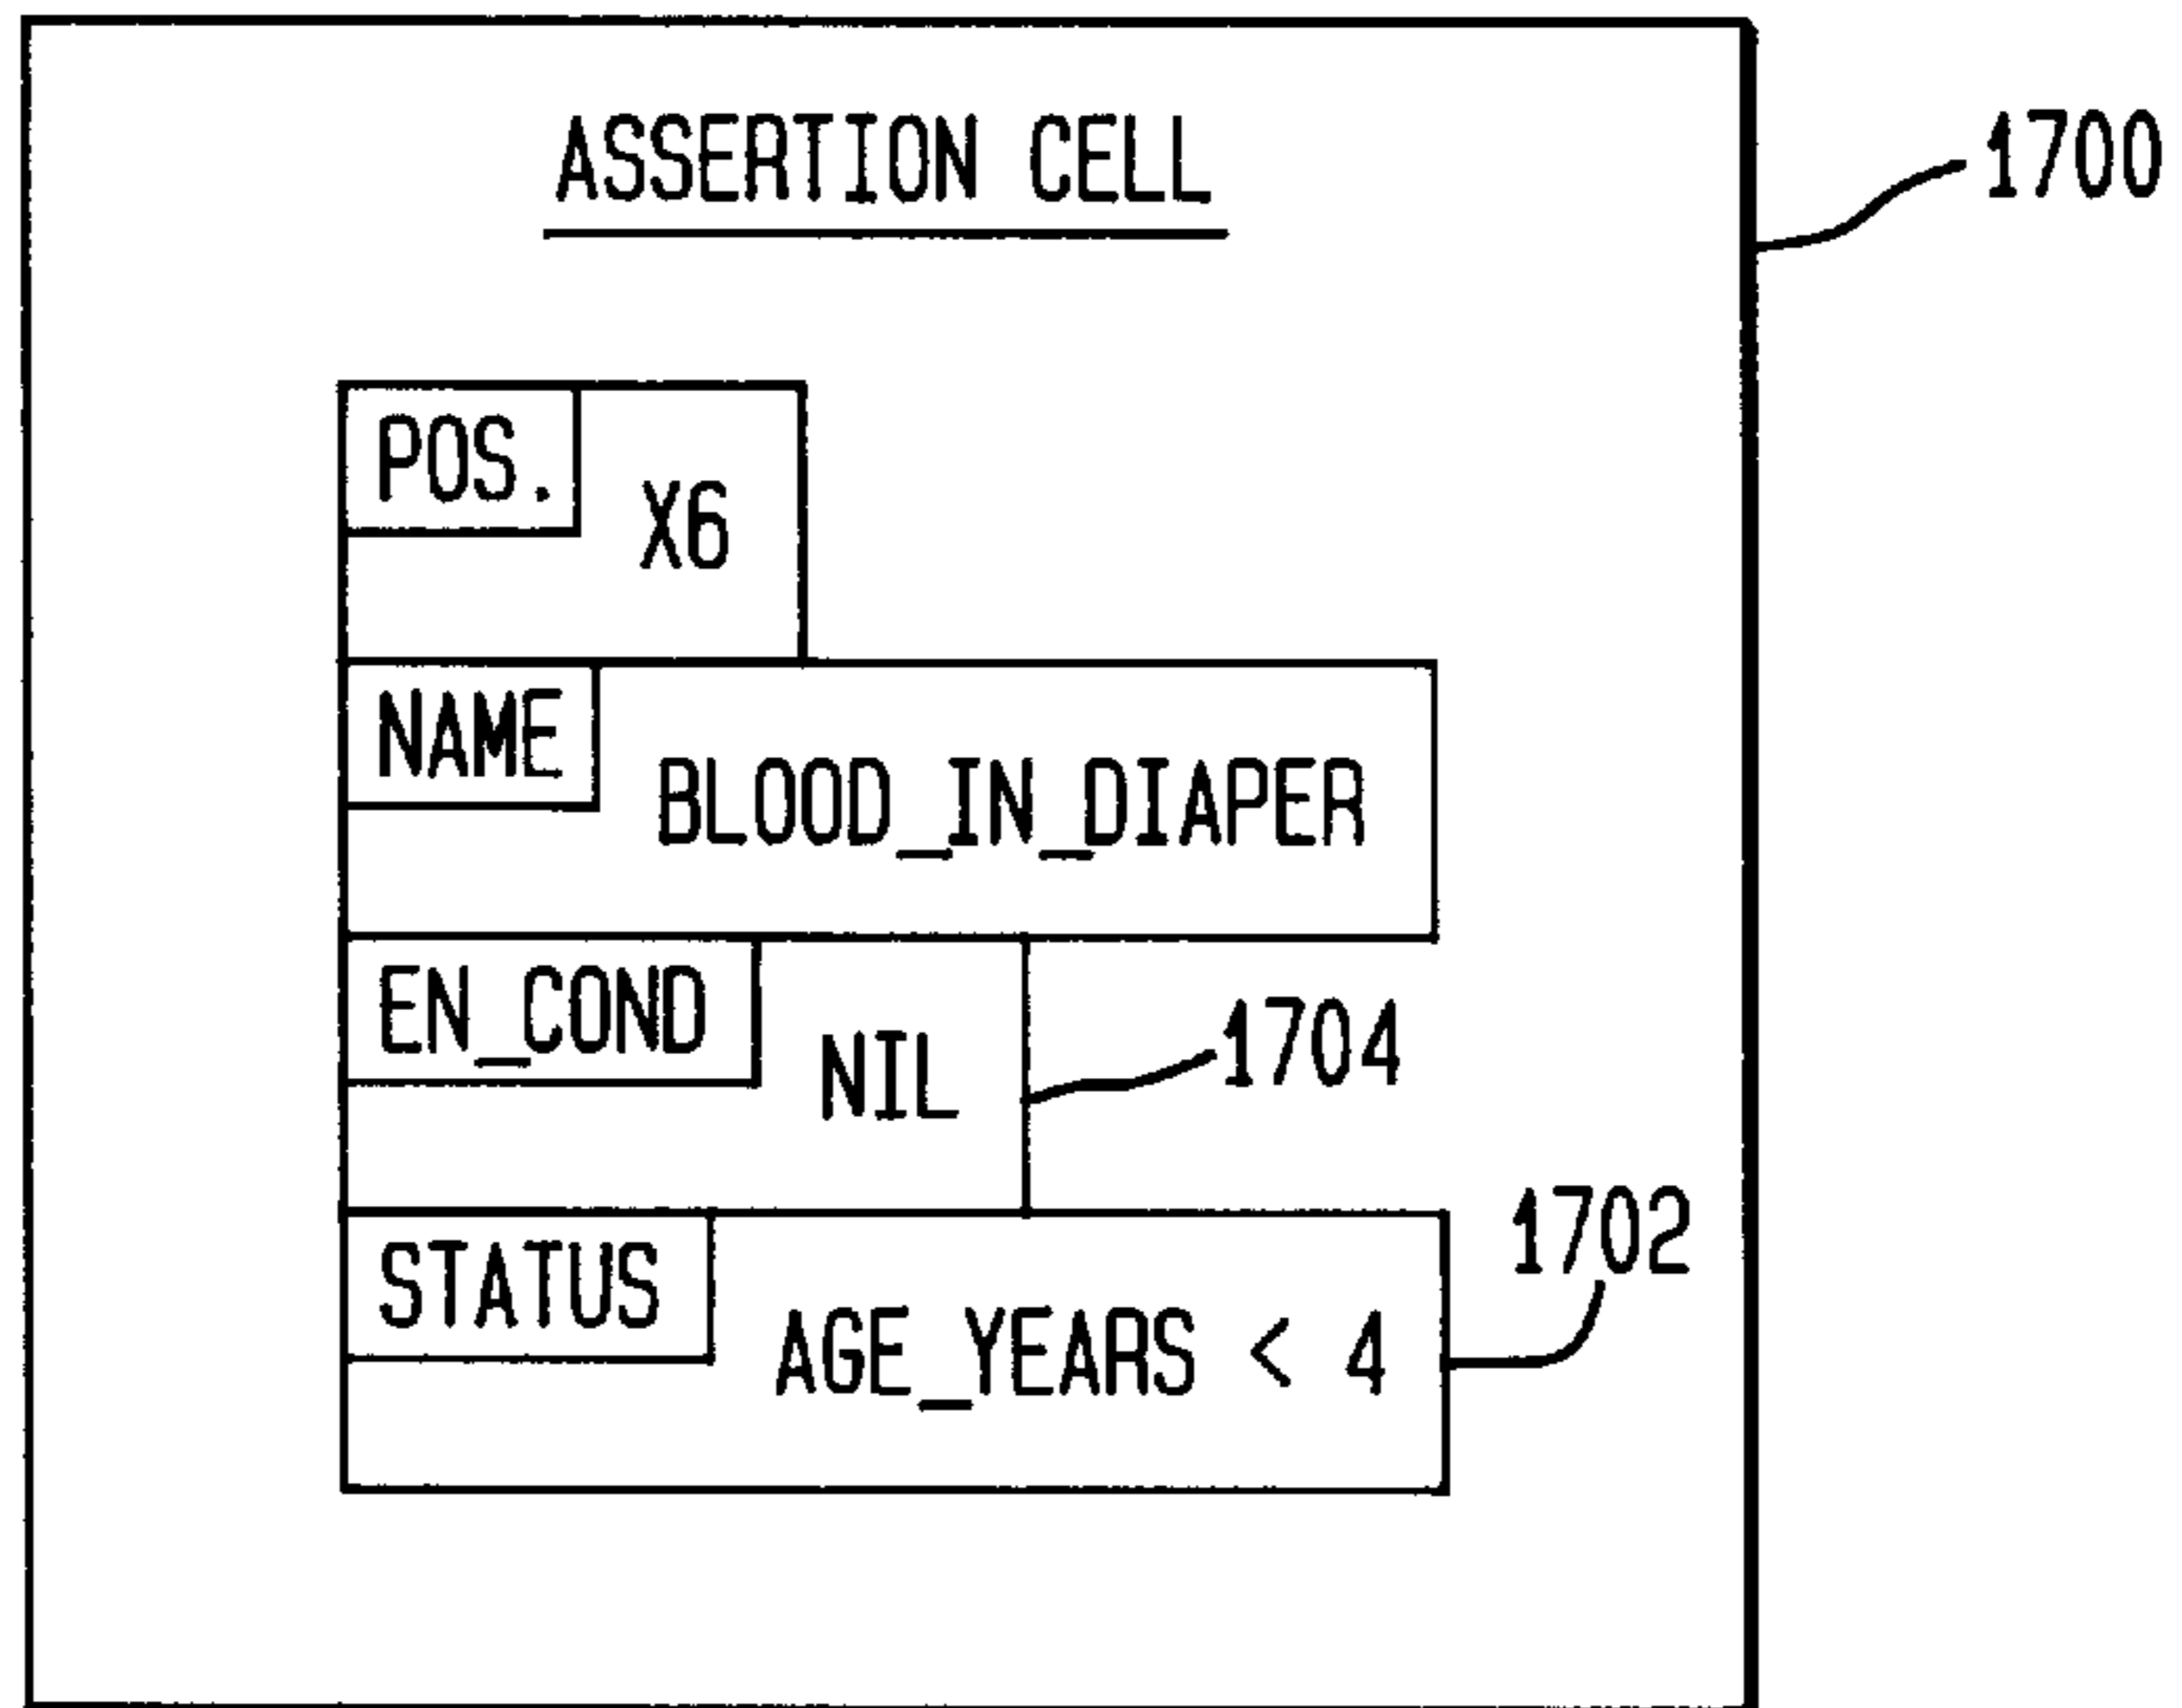 ASSERTION CELL
1700
POS.
X6
NAME
BLOOD_IN_DIAPER
EN_COND
NIL
1704
STATUS
AGE_YEARS < 4
1702